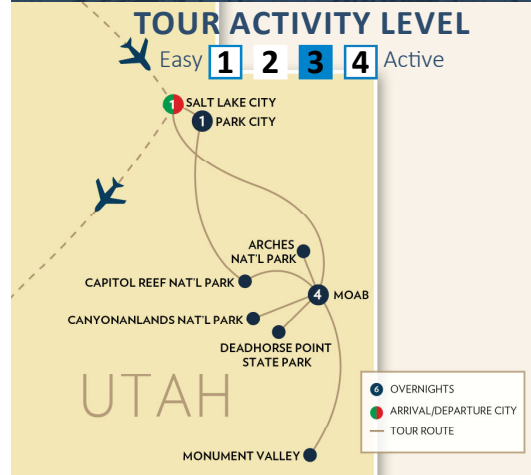 TOUR ACTIVITY LEVEL
Easy 1 2 3 4 Active
1 SALT LAKE CITY
1 PARK CITY
ARCHES
NAT'L PARK
CAPITOL REEF NAT'L PARK
4 MOAB
CANYONANLANDS NAT'L PARK
DEADHORSE POINT
STATE PARK
UTAH
6 OVERNIGHTS
ARRIVAL/DEPARTURE CITY
TOUR ROUTE
MONUMENT VALLEY